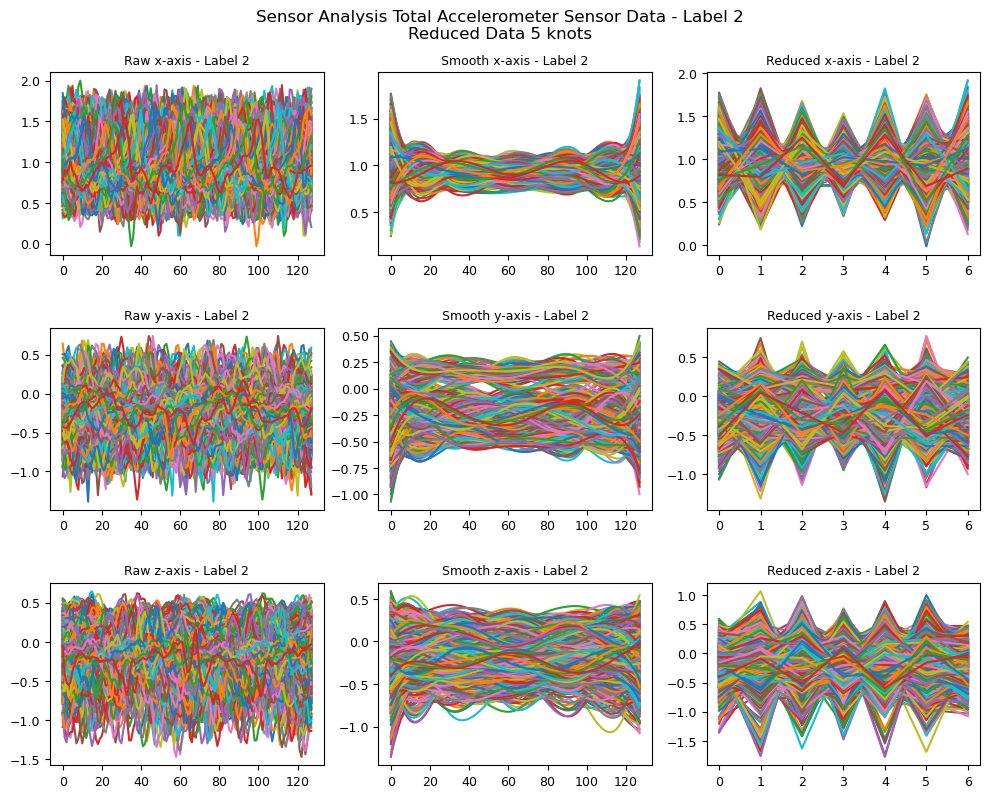 Sensor Analysis Total Accelerometer Sensor Data - Label 2
Reduced Data 5 knots
Raw x-axis - Label 2
2.0
1.5
1.0
0.5
0.0
0 20 40 60 80 100 120
Smooth x-axis - Label 2
1.5
1.0
0.5
0 20 40 60 80 100 120
Reduced x-axis - Label 2
2.0
1.5
1.0
0.5
0.0
0 1 2 3 4 5 6
Raw y-axis - Label 2
0.5
0.0
−0.5
−1.0
0 20 40 60 80 100 120
Smooth y-axis - Label 2
0.50
0.25
0.00
−0.25
−0.50
−0.75
−1.00
0 20 40 60 80 100 120
Reduced y-axis - Label 2
0.5
0.0
−0.5
−1.0
0 1 2 3 4 5 6
Raw z-axis - Label 2
0.5
0.0
−0.5
−1.0
−1.5
0 20 40 60 80 100 120
Smooth z-axis - Label 2
0.5
0.0
−0.5
−1.0
0 20 40 60 80 100 120
Reduced z-axis - Label 2
1.0
0.5
0.0
−0.5
−1.0
−1.5
0 1 2 3 4 5 6